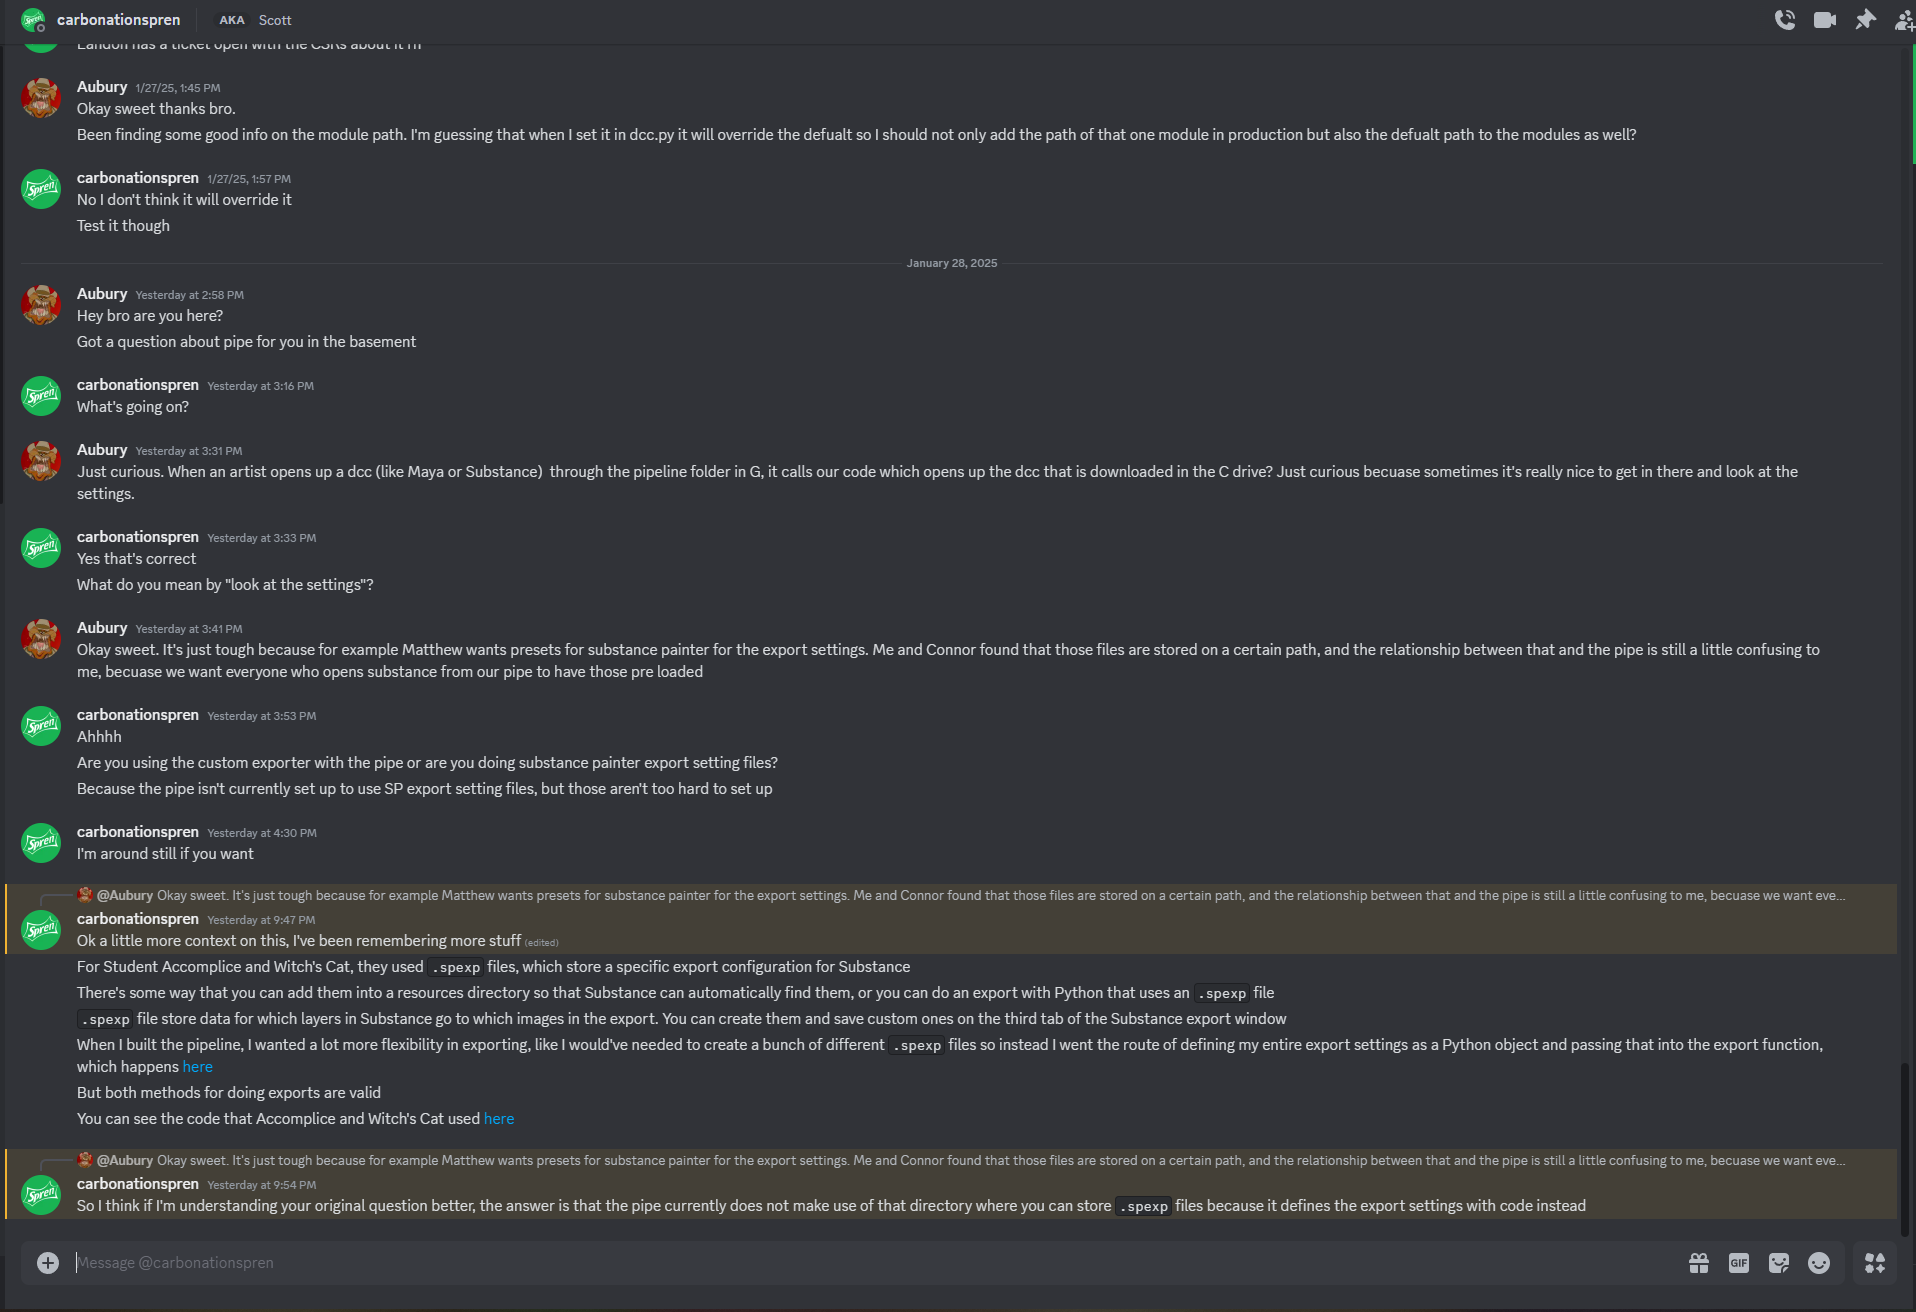 carbonationspren AKA Scott
Landon has a ticket open with the CSRs about it rn
Aubury 1/27/25, 1:45 PM
Okay sweet thanks bro.
Been finding some good info on the module path. I'm guessing that when I set it in dcc.py it will override the defualt so I should not only add the path of that one module in production but also the defualt path to the modules as well?
Spren
carbonationspren 1/27/25, 1:57 PM
No I don't think it will override it
Test it though
January 28, 2025
Aubury Yesterday at 2:58 PM
Hey bro are you here?
Got a question about pipe for you in the basement
Spren
carbonationspren Yesterday at 3:16 PM
What's going on?
Aubury Yesterday at 3:31 PM
Just curious. When an artist opens up a dcc (like Maya or Substance) through the pipeline folder in G, it calls our code which opens up the dcc that is downloaded in the C drive? Just curious becuase sometimes it's really nice to get in there and look at the
settings.
Spren
carbonationspren Yesterday at 3:33 PM
Yes that's correct
What do you mean by "look at the settings"?
Aubury Yesterday at 3:41 PM
Okay sweet. It's just tough because for example Matthew wants presets for substance painter for the export settings. Me and Connor found that those files are stored on a certain path, and the relationship between that and the pipe is still a little confusing to
me, becuase we want everyone who opens substance from our pipe to have those pre loaded
Spren
carbonationspren Yesterday at 3:53 PM
Ahhhh
Are you using the custom exporter with the pipe or are you doing substance painter export setting files?
Because the pipe isn't currently set up to use SP export setting files, but those aren't too hard to set up
Spren
carbonationspren Yesterday at 4:30 PM
I'm around still if you want
@Aubury Okay sweet. It's just tough because for example Matthew wants presets for substance painter for the export settings. Me and Connor found that those files are stored on a certain path, and the relationship between that and the pipe is still a little confusing to me, becuase we want eve...
Spren
carbonationspren Yesterday at 9:47 PM
Ok a little more context on this, I've been remembering more stuff (edited)
For Student Accomplice and Witch's Cat, they used .spexp files, which store a specific export configuration for Substance
There's some way that you can add them into a resources directory so that Substance can automatically find them, or you can do an export with Python that uses an .spexp file
.spexp file store data for which layers in Substance go to which images in the export. You can create them and save custom ones on the third tab of the Substance export window
When I built the pipeline, I wanted a lot more flexibility in exporting, like I would've needed to create a bunch of different .spexp files so instead I went the route of defining my entire export settings as a Python object and passing that into the export function,
which happens here
But both methods for doing exports are valid
You can see the code that Accomplice and Witch's Cat used here
@Aubury Okay sweet. It's just tough because for example Matthew wants presets for substance painter for the export settings. Me and Connor found that those files are stored on a certain path, and the relationship between that and the pipe is still a little confusing to me, becuase we want eve...
Spren
carbonationspren Yesterday at 9:54 PM
So I think if I'm understanding your original question better, the answer is that the pipe currently does not make use of that directory where you can store .spexp files because it defines the export settings with code instead
Message @carbonationspren
GIF